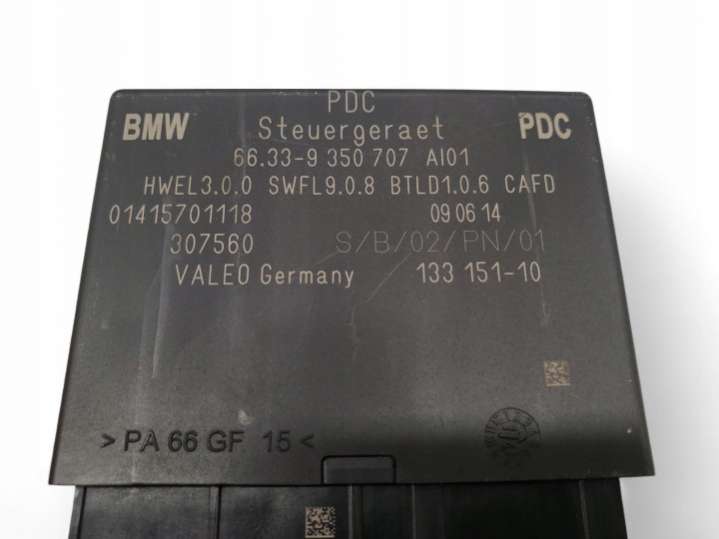 PDC
BMW Steuergeraet PDC
66.33-9 350 707 AI01
HWEL3.0.0 SWFL9.0.8 BTLD1.0.6 CAFD
01415701118 09 06 14
307560 S/B/02/PN/01
VALEO Germany 133 151-10
> PA 66 GF 15 <